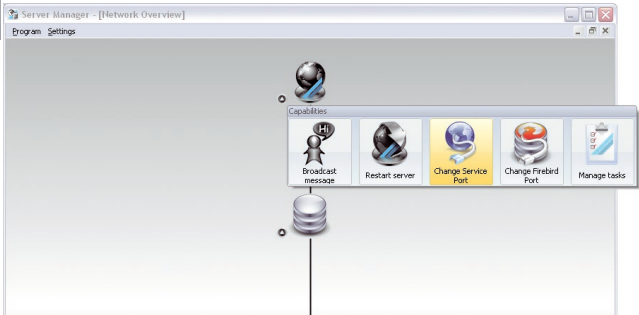 Server Manager - [Network Overview]
Program Settings
Capabilities
Hi
Broadcast
message
Restart server
Change Service
Port
Change Firebird
Port
Manage tasks